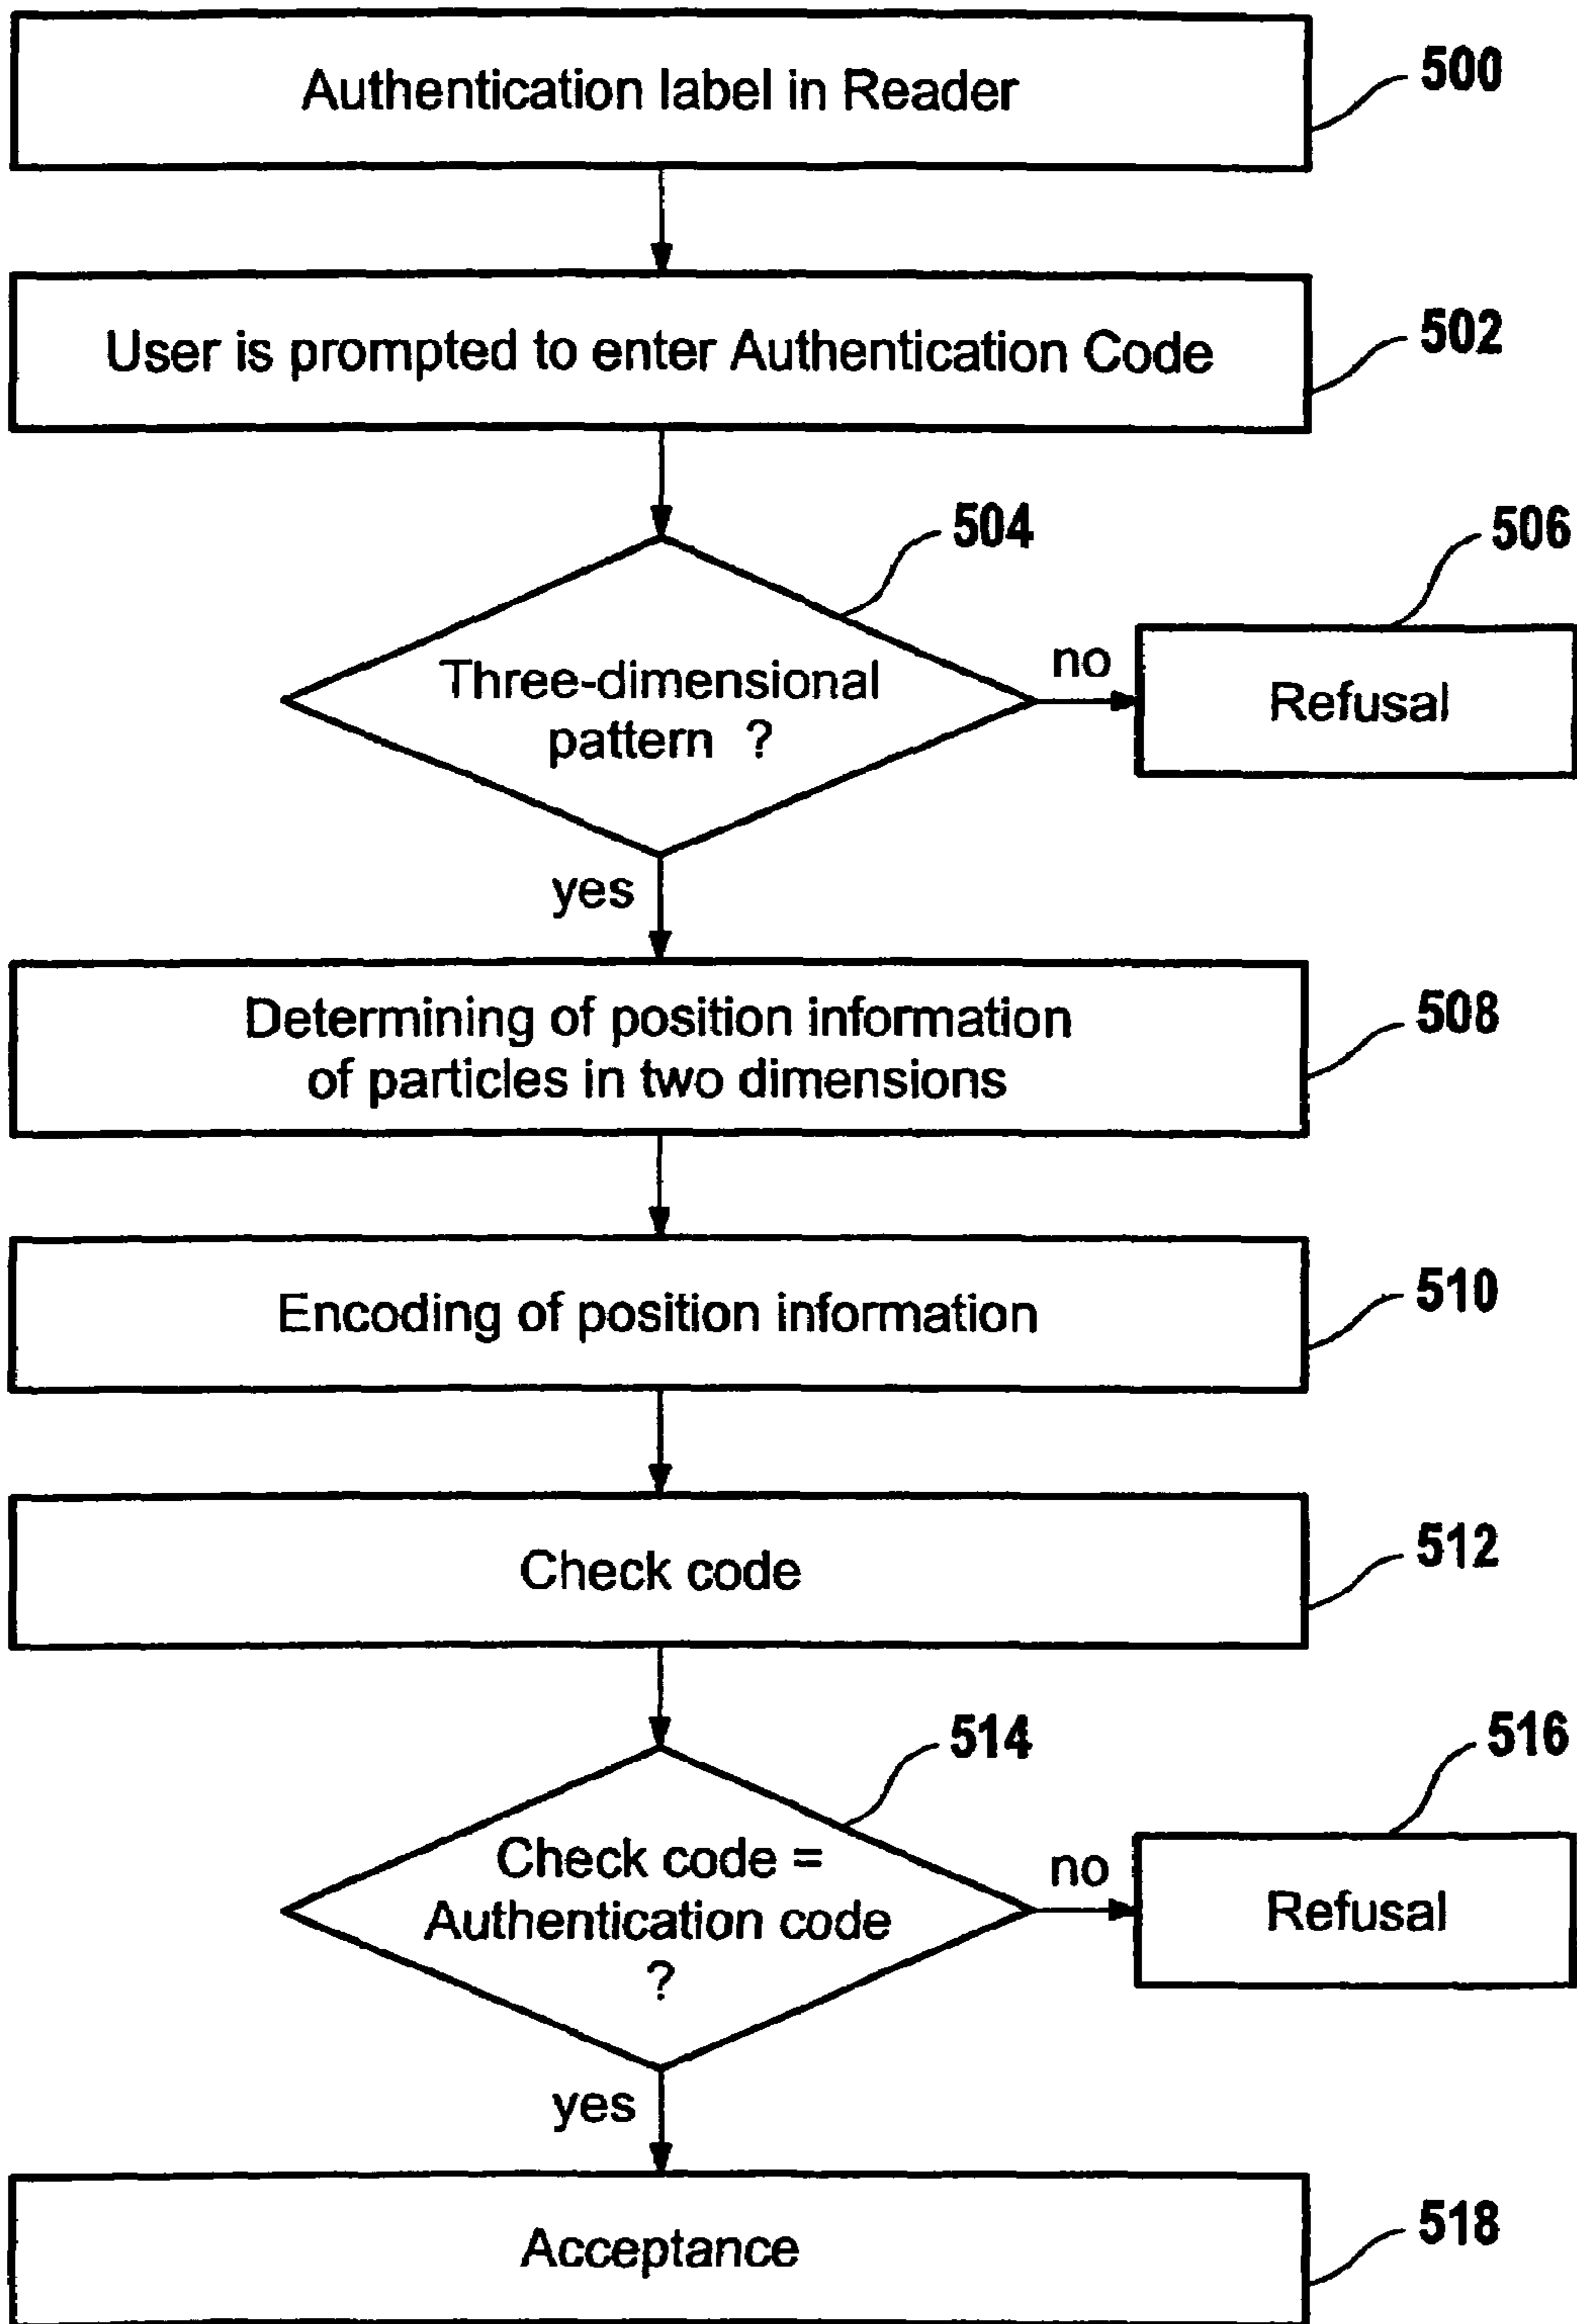 Authentication label in Reader
500
User is prompted to enter Authentication Code
502
504
506
Three-dimensional
pattern ?
no
Refusal
yes
Determining of position information
of particles in two dimensions
508
Encoding of position information
510
Check code
512
514
516
Check code =
Authentication code
?
no
Refusal
yes
Acceptance
518